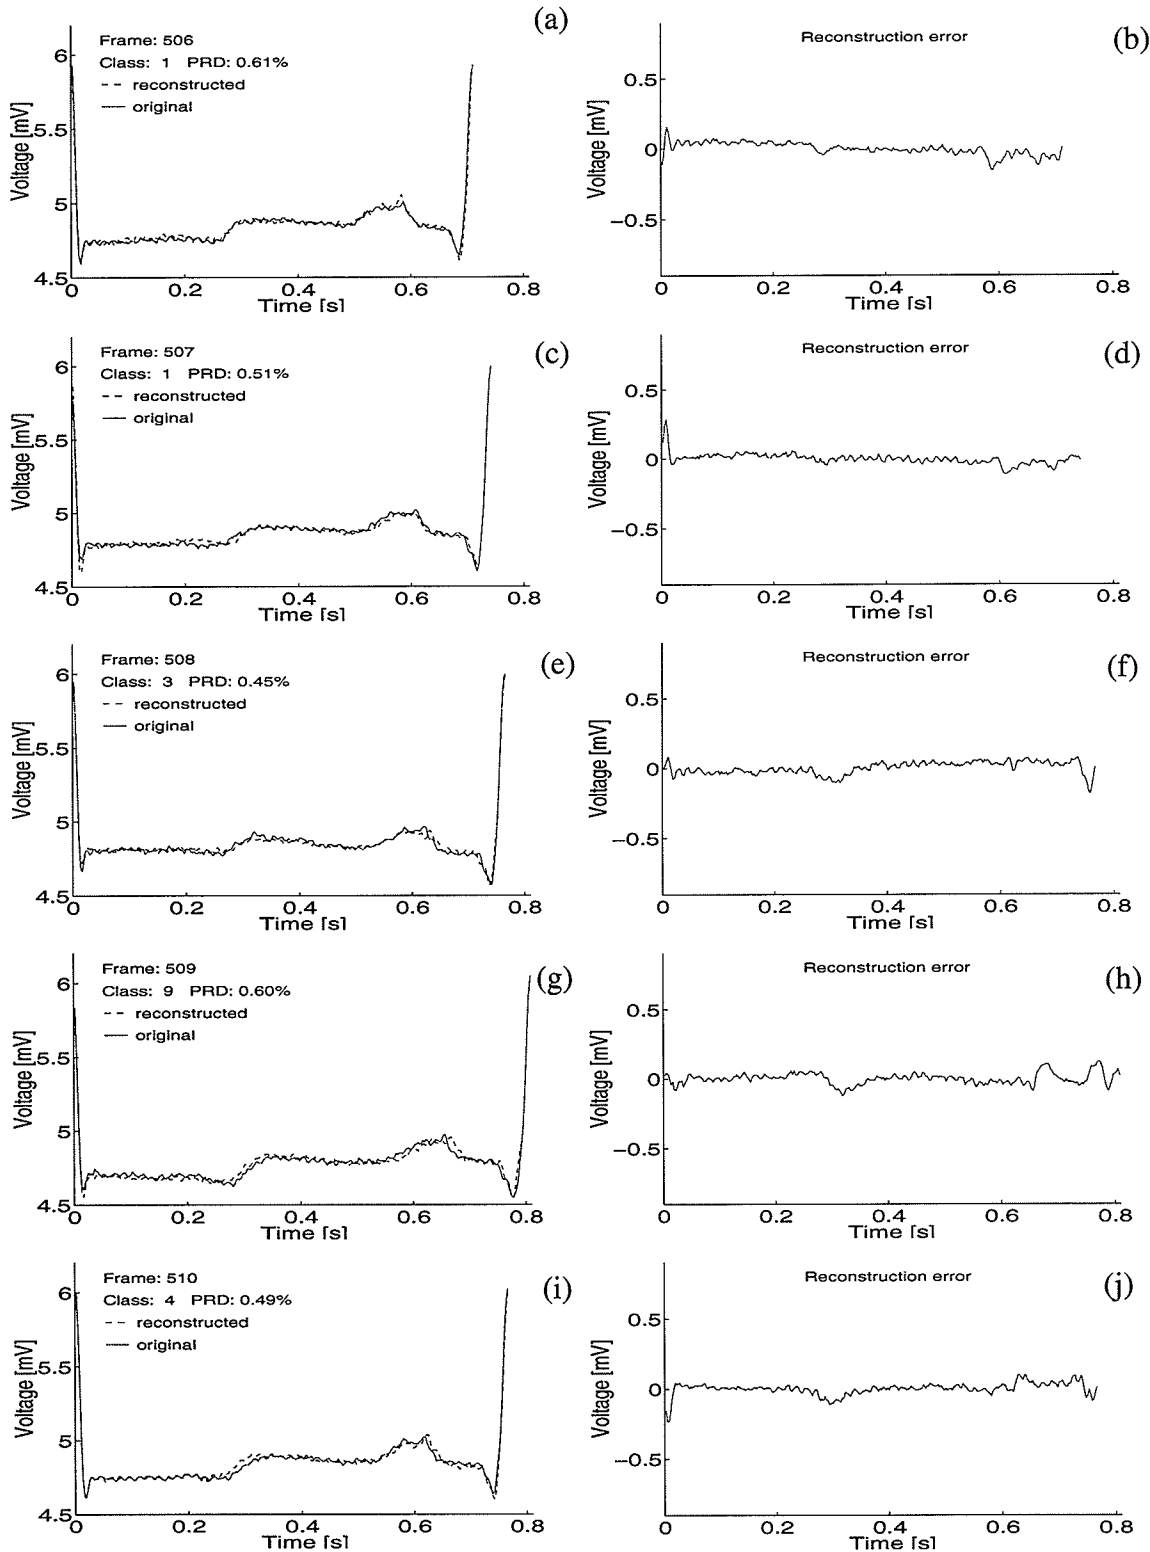 (a)
Frame: 506
Class: 1 PRD: 0.61%
reconstructed
original
Voltage [mV]
6
5.5
5
4.5
0 0.2 0.4 0.6 0.8
Time [s]
(b)
Reconstruction error
Voltage [mV]
0.5
0
−0.5
0 0.2 0.4 0.6 0.8
Time [s]
(c)
Frame: 507
Class: 1 PRD: 0.51%
reconstructed
original
Voltage [mV]
6
5.5
5
4.5
0 0.2 0.4 0.6 0.8
Time [s]
(d)
Reconstruction error
Voltage [mV]
0.5
0
−0.5
0 0.2 0.4 0.6 0.8
Time [s]
(e)
Frame: 508
Class: 3 PRD: 0.45%
reconstructed
original
Voltage [mV]
6
5.5
5
4.5
0 0.2 0.4 0.6 0.8
Time [s]
(f)
Reconstruction error
Voltage [mV]
0.5
0
−0.5
0 0.2 0.4 0.6 0.8
Time [s]
(g)
Frame: 509
Class: 9 PRD: 0.60%
reconstructed
original
Voltage [mV]
6
5.5
5
4.5
0 0.2 0.4 0.6 0.8
Time [s]
(h)
Reconstruction error
Voltage [mV]
0.5
0
−0.5
0 0.2 0.4 0.6 0.8
Time [s]
(i)
Frame: 510
Class: 4 PRD: 0.49%
reconstructed
original
Voltage [mV]
6
5.5
5
4.5
0 0.2 0.4 0.6 0.8
Time [s]
(j)
Reconstruction error
Voltage [mV]
0.5
0
−0.5
0 0.2 0.4 0.6 0.8
Time [s]